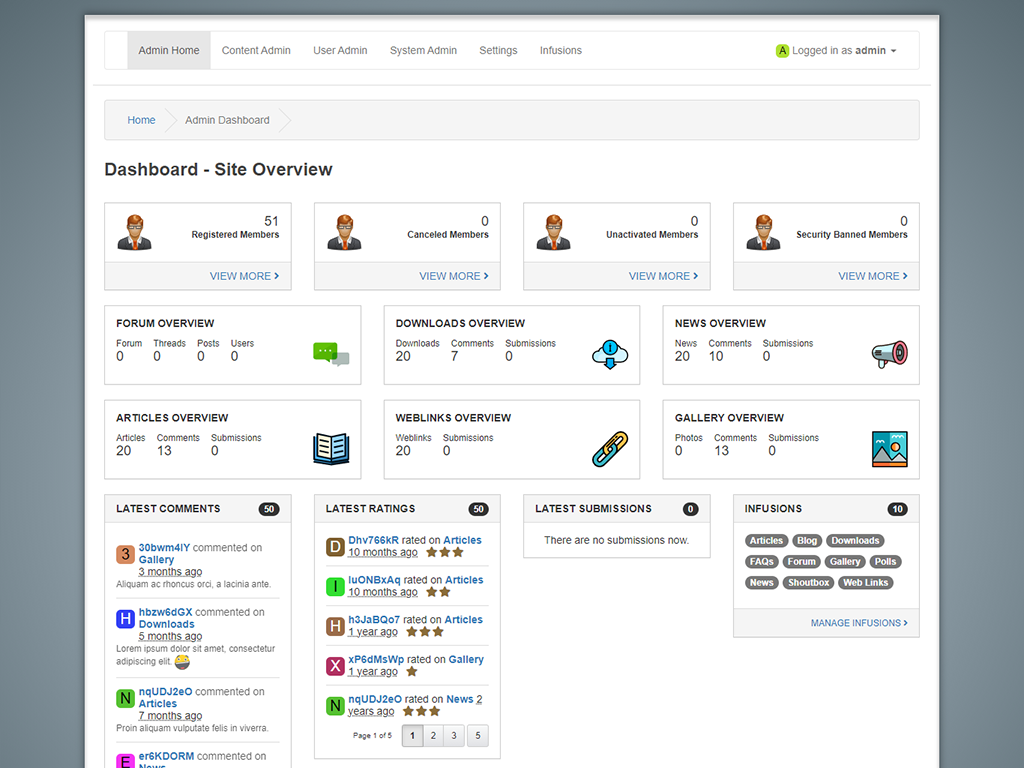 Admin Home Content Admin User Admin System Admin Settings Infusions A Logged in as admin
Home Admin Dashboard
Dashboard - Site Overview
51
Registered Members
VIEW MORE
0
Canceled Members
VIEW MORE
0
Unactivated Members
VIEW MORE
0
Security Banned Members
VIEW MORE
FORUM OVERVIEW
Forum Threads Posts Users
0 0 0 0
DOWNLOADS OVERVIEW
Downloads Comments Submissions
20 7 0
NEWS OVERVIEW
News Comments Submissions
20 10 0
ARTICLES OVERVIEW
Articles Comments Submissions
20 13 0
WEBLINKS OVERVIEW
Weblinks Submissions
20 0
GALLERY OVERVIEW
Photos Comments Submissions
0 13 0
LATEST COMMENTS 50
3 30bwm4IY commented on
Gallery
3 months ago
Aliquam ac rhoncus orci, a lacinia ante.
H hbzw6dGX commented on
Downloads
5 months ago
Lorem ipsum dolor sit amet, consectetur
adipiscing elit.
N nqUDJ2eO commented on
Articles
7 months ago
Proin aliquam vulputate felis in viverra.
E er6KDORM commented on
News
LATEST RATINGS 50
D Dhv766kR rated on Articles
10 months ago
I IuONBxAq rated on Articles
10 months ago
H h3JaBQo7 rated on Articles
1 year ago
X xP6dMsWp rated on Gallery
1 year ago
N nqUDJ2eO rated on News 2
years ago
Page 1 of 5 1 2 3 5
LATEST SUBMISSIONS 0
There are no submissions now.
INFUSIONS 10
Articles Blog Downloads
FAQs Forum Gallery Polls
News Shoutbox Web Links
MANAGE INFUSIONS